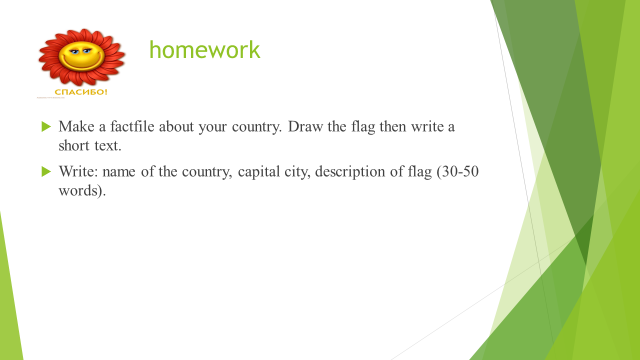 homework
СПАСИБО!
Make a factfile about your country. Draw the flag then write a
short text.
Write: name of the country, capital city, description of flag (30-50
words).